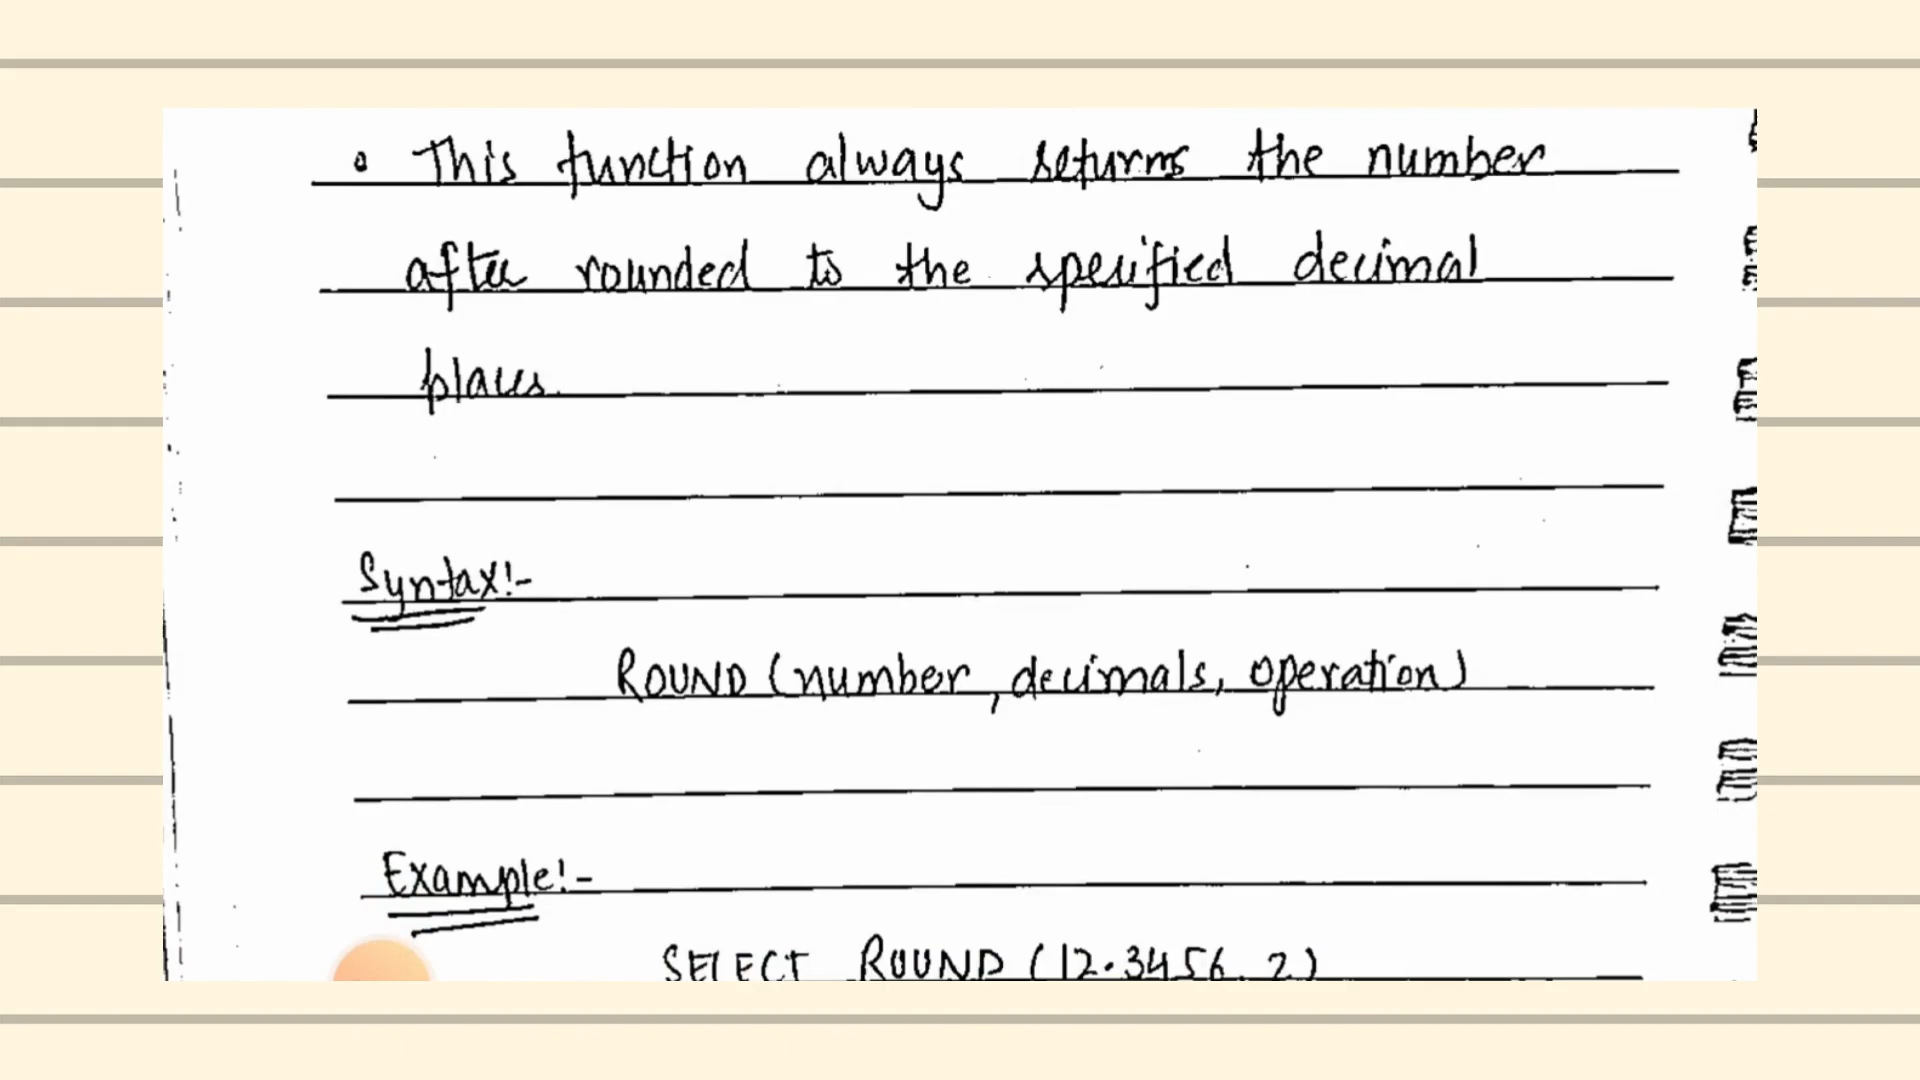 • This function always returns the number
after rounded to the specified decimal
places.
Syntax:-
ROUND (number, decimals, operation)
Example:-
SELECT ROUND (12.3456, 2)